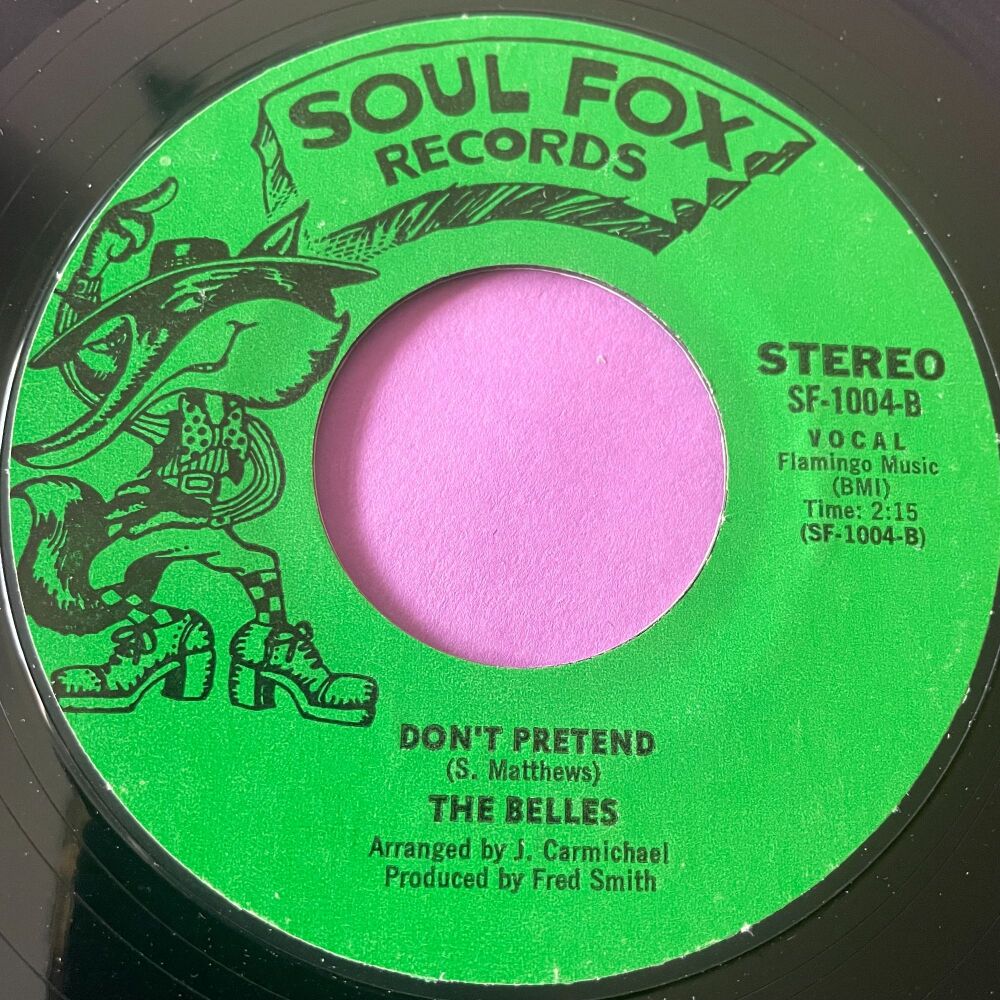 SOUL FOX
RECORDS
STEREO
SF-1004-B
VOCAL
Flamingo Music
(BMI)
Time: 2:15
(SF-1004-B)
DON'T PRETEND
(S. Matthews)
THE BELLES
Arranged by J. Carmichael
Produced by Fred Smith